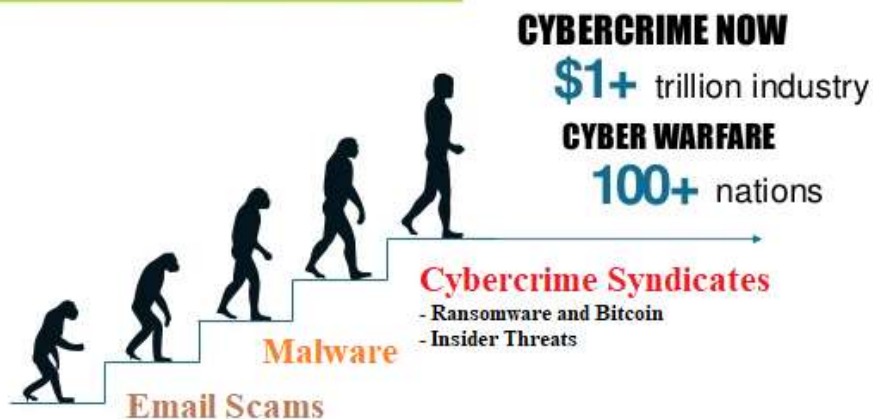 CYBERCRIME NOW
$1+ trillion industry
CYBER WARFARE
100+ nations
Cybercrime Syndicates
- Ransomware and Bitcoin
- Insider Threats
Malware
Email Scams